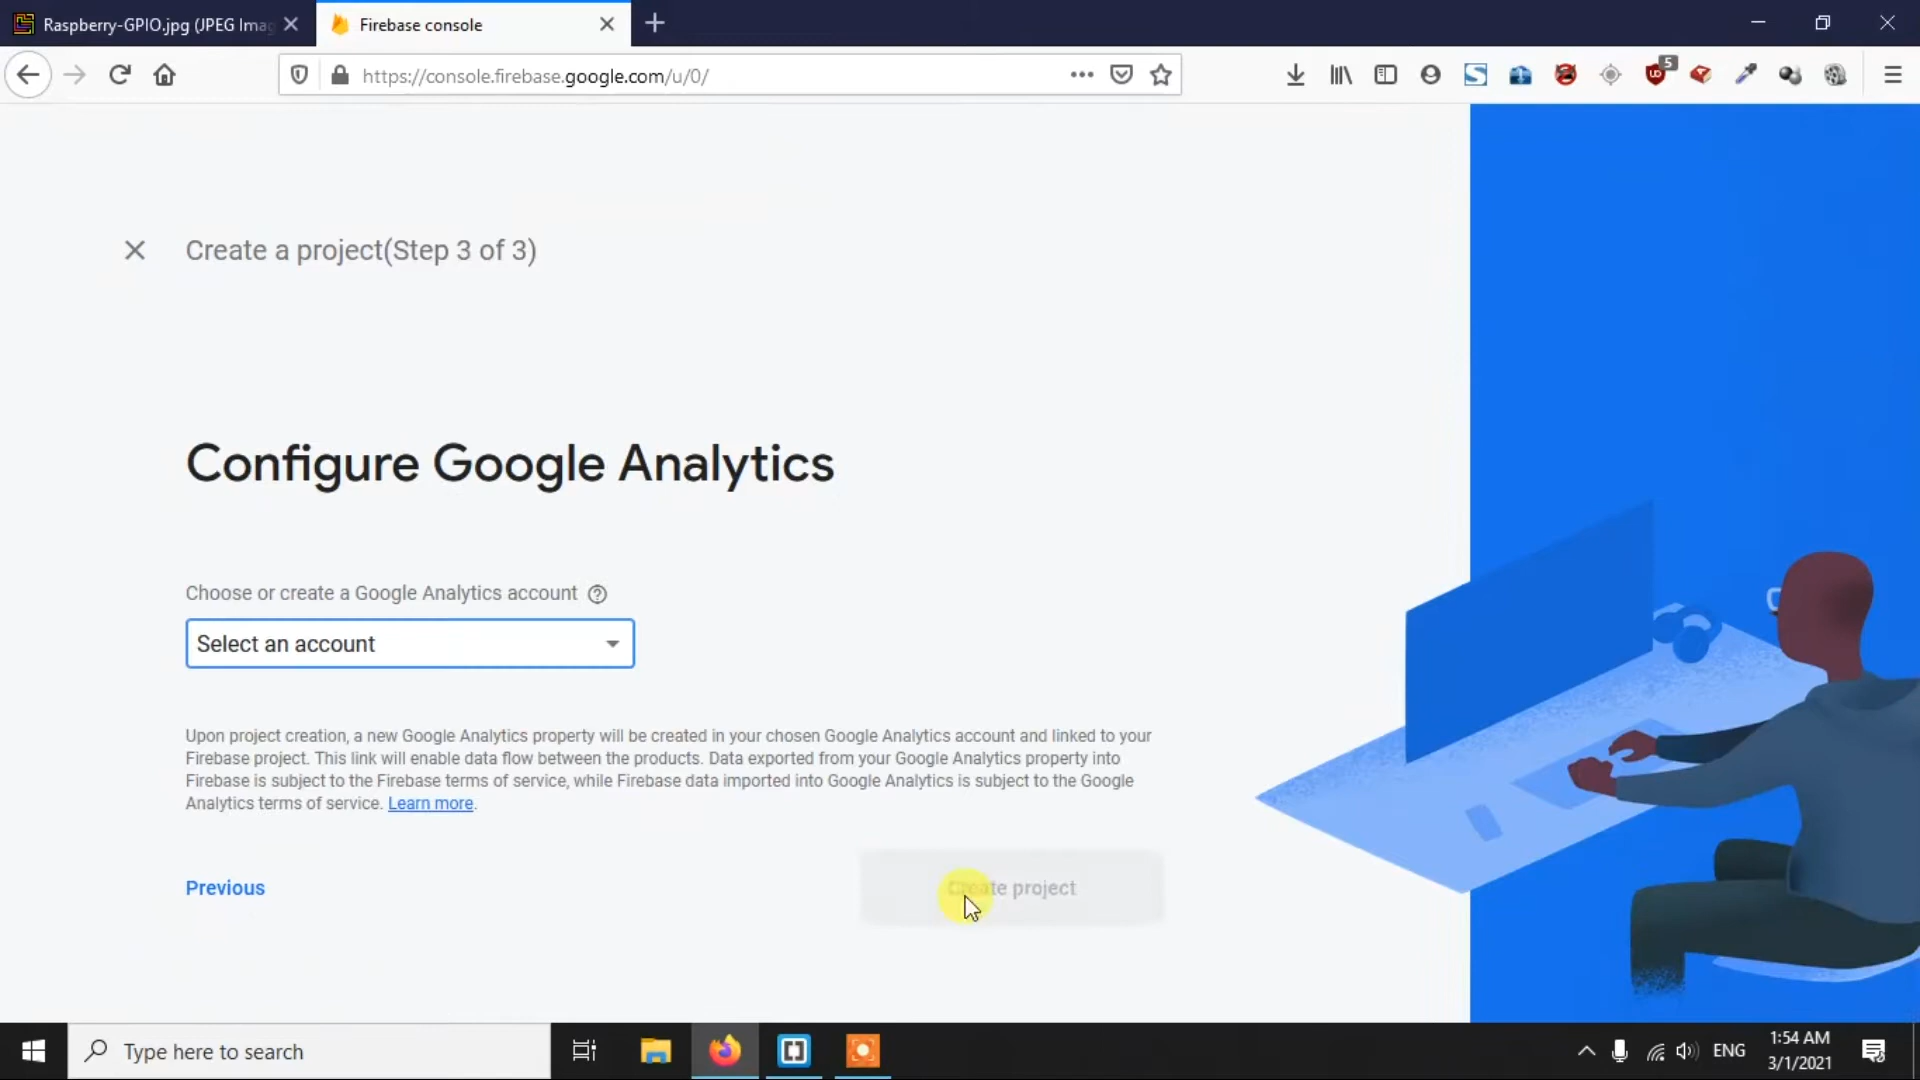 Raspberry-GPIO.jpg (JPEG Imag
Firebase console
https://console.firebase.google.com/u/0/
5
Create a project(Step 3 of 3)
Configure Google Analytics
Choose or create a Google Analytics account
Select an account
Upon project creation, a new Google Analytics property will be created in your chosen Google Analytics account and linked to your
Firebase project. This link will enable data flow between the products. Data exported from your Google Analytics property into
Firebase is subject to the Firebase terms of service, while Firebase data imported into Google Analytics is subject to the Google
Analytics terms of service. Learn more.
Previous
Create project
Type here to search
ENG
1:54 AM
3/1/2021